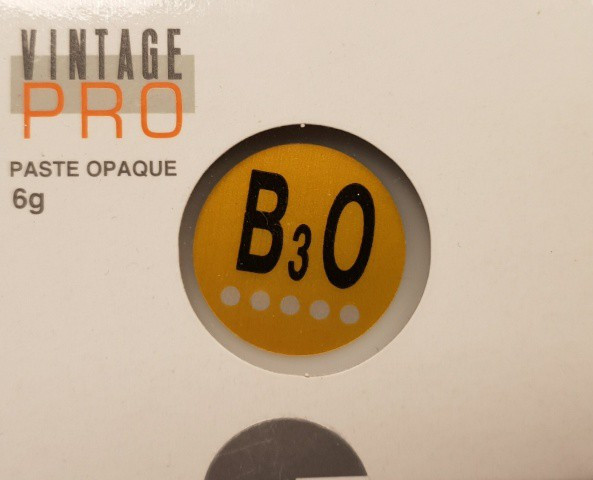 VINTAGE
PRO
PASTE OPAQUE
6g
B3O